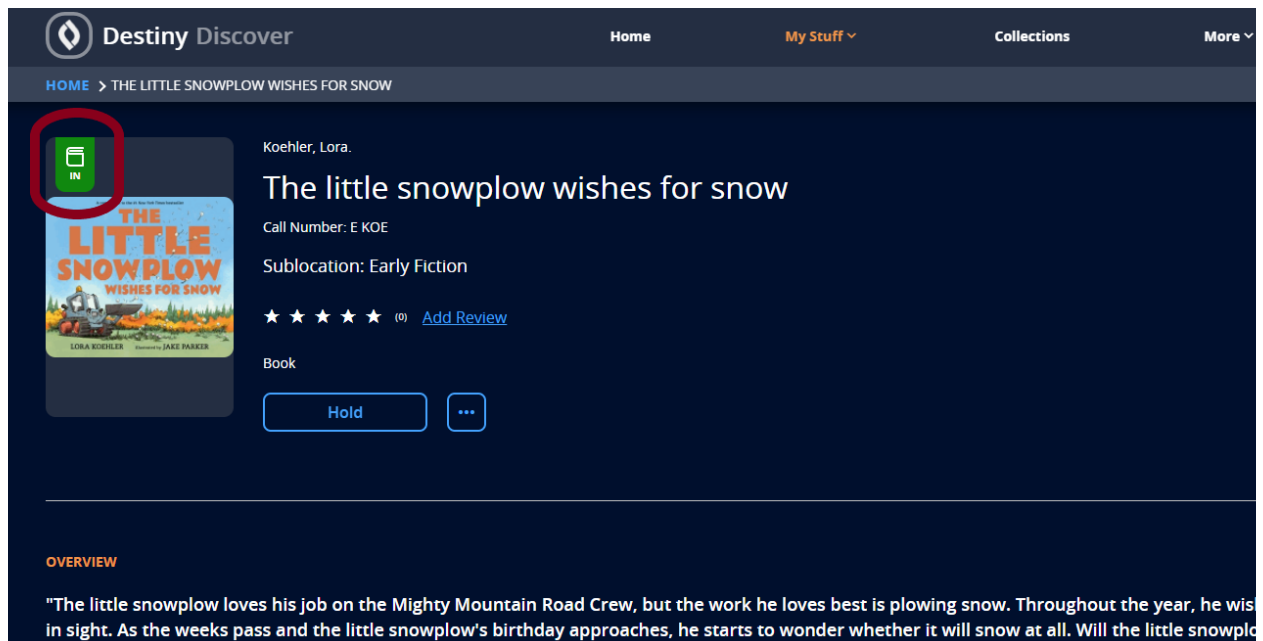 Destiny Discover
Home
My Stuff
Collections
More
HOME > THE LITTLE SNOWPLOW WISHES FOR SNOW
IN
THE
LITTLE
SNOWPLOW
WISHES FOR SNOW
LORA KOEHLER Illustrated by JAKE PARKER
Koehler, Lora.
The little snowplow wishes for snow
Call Number: E KOE
Sublocation: Early Fiction
(0) Add Review
Book
Hold
OVERVIEW
"The little snowplow loves his job on the Mighty Mountain Road Crew, but the work he loves best is plowing snow. Throughout the year, he wis
in sight. As the weeks pass and the little snowplow's birthday approaches, he starts to wonder whether it will snow at all. Will the little snowplo